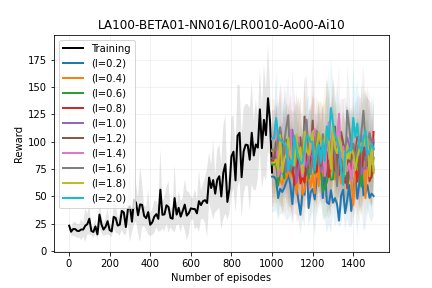 LA100-BETA01-NN016/LR0010-Ao00-Ai10
Training
(l=0.2)
(l=0.4)
(l=0.6)
(l=0.8)
(l=1.0)
(l=1.2)
(l=1.4)
(l=1.6)
(l=1.8)
(l=2.0)
Reward
175
150
125
100
75
50
25
0
0 200 400 600 800 1000 1200 1400
Number of episodes